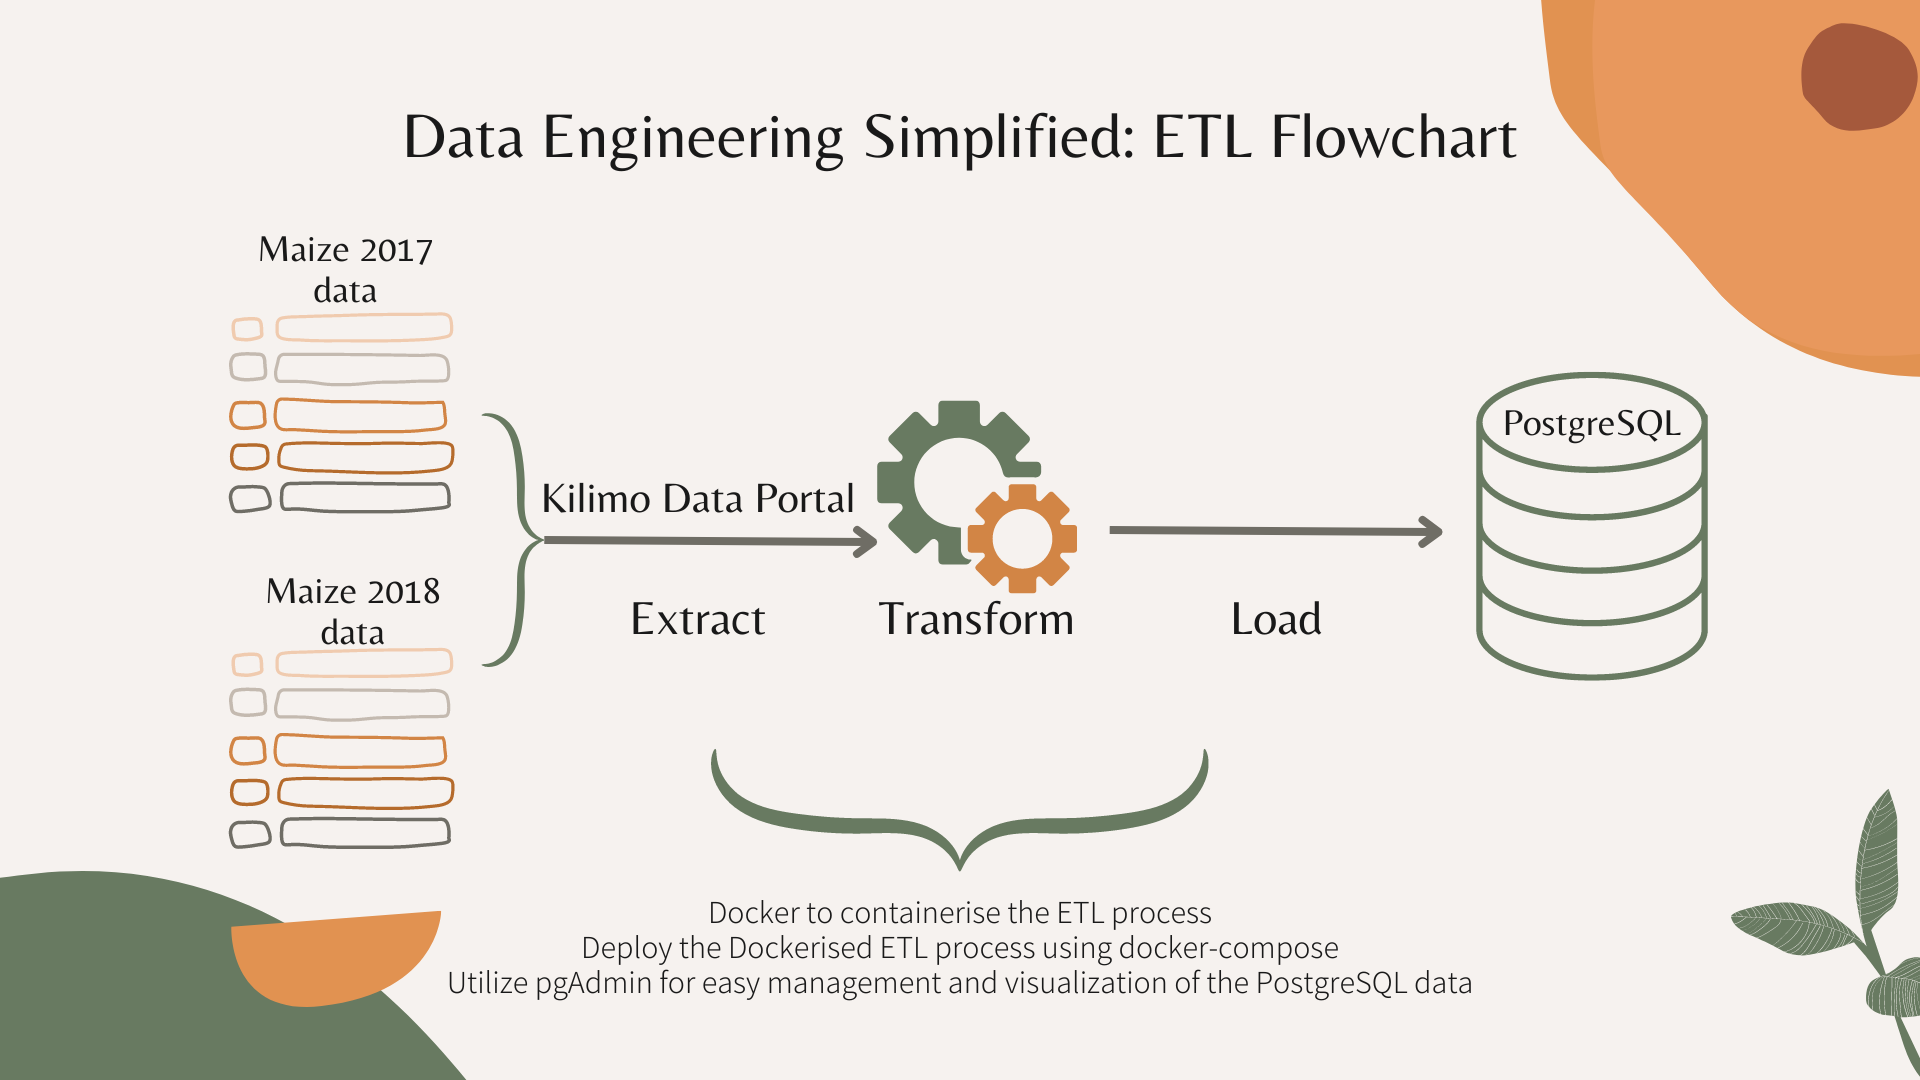 Data Engineering Simplified: ETL Flowchart
Maize 2017
data
Kilimo Data Portal
PostgreSQL
Maize 2018
data
Extract
Transform
Load
Docker to containerise the ETL process
Deploy the Dockerised ETL process using docker-compose
Utilize pgAdmin for easy management and visualization of the PostgreSQL data